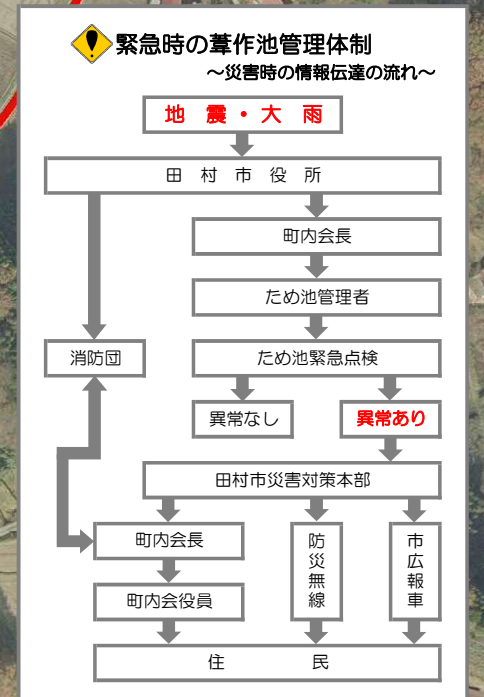 緊急時の葦作池管理体制
～災害時の情報伝達の流れ～
地 震・大 雨
田 村 市 役 所
町内会長
ため池管理者
消防団
ため池緊急点検
異常なし
異常あり
田村市災害対策本部
町内会長
防災無線
市広報車
町内会役員
住 民